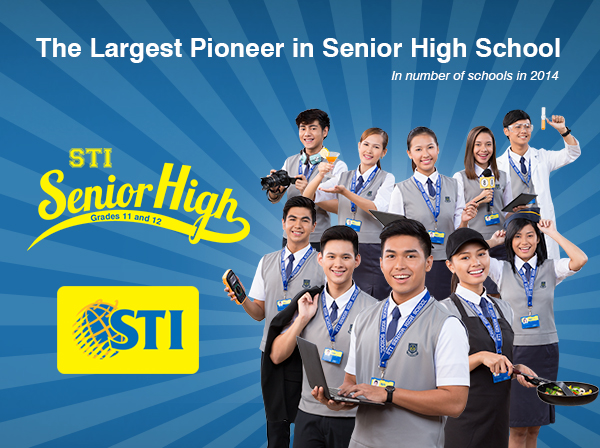 The Largest Pioneer in Senior High School
In number of schools in 2014
STI
Senior High
Grades 11 and 12
STI